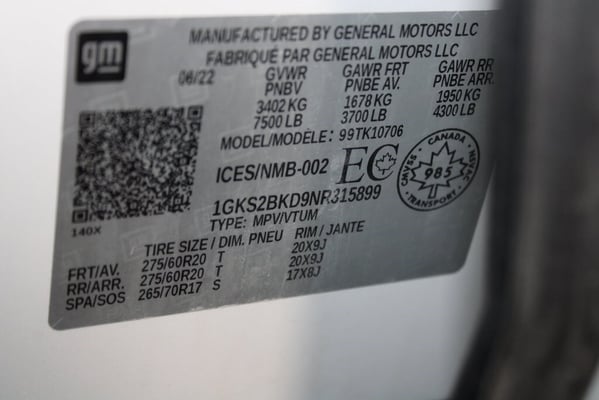 gm
MANUFACTURED BY GENERAL MOTORS LLC
FABRIQUÉ PAR GENERAL MOTORS LLC
06/22 GVWR GAWR FRT GAWR RR
PNBV PNBE AV. PNBE ARR.
3402 KG 1678 KG 1950 KG
7500 LB 3700 LB 4300 LB
MODEL/MODÈLE: 99TK10706
ICES/NMB-002 EC CANADA
985
TRANSPORT
1GKS2BKD9NR315899
TYPE: MPV/VTUM
140X
TIRE SIZE / DIM. PNEU RIM / JANTE
FRT/AV. 275/60R20 T 20X9J
RR/ARR. 275/60R20 T 20X9J
SPA/SOS 265/70R17 S 17X8J